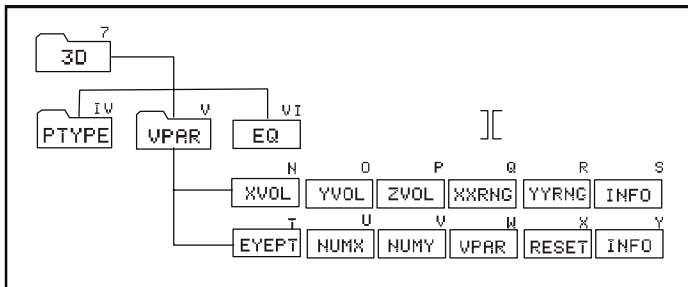 7
3D
IV V VI
PTYPE VPAR EQ
N O P Q R S
XVOL YVOL ZVOL XXRNG YYRNG INFO
T U V W X Y
EYEPT NUMX NUMY VPAR RESET INFO